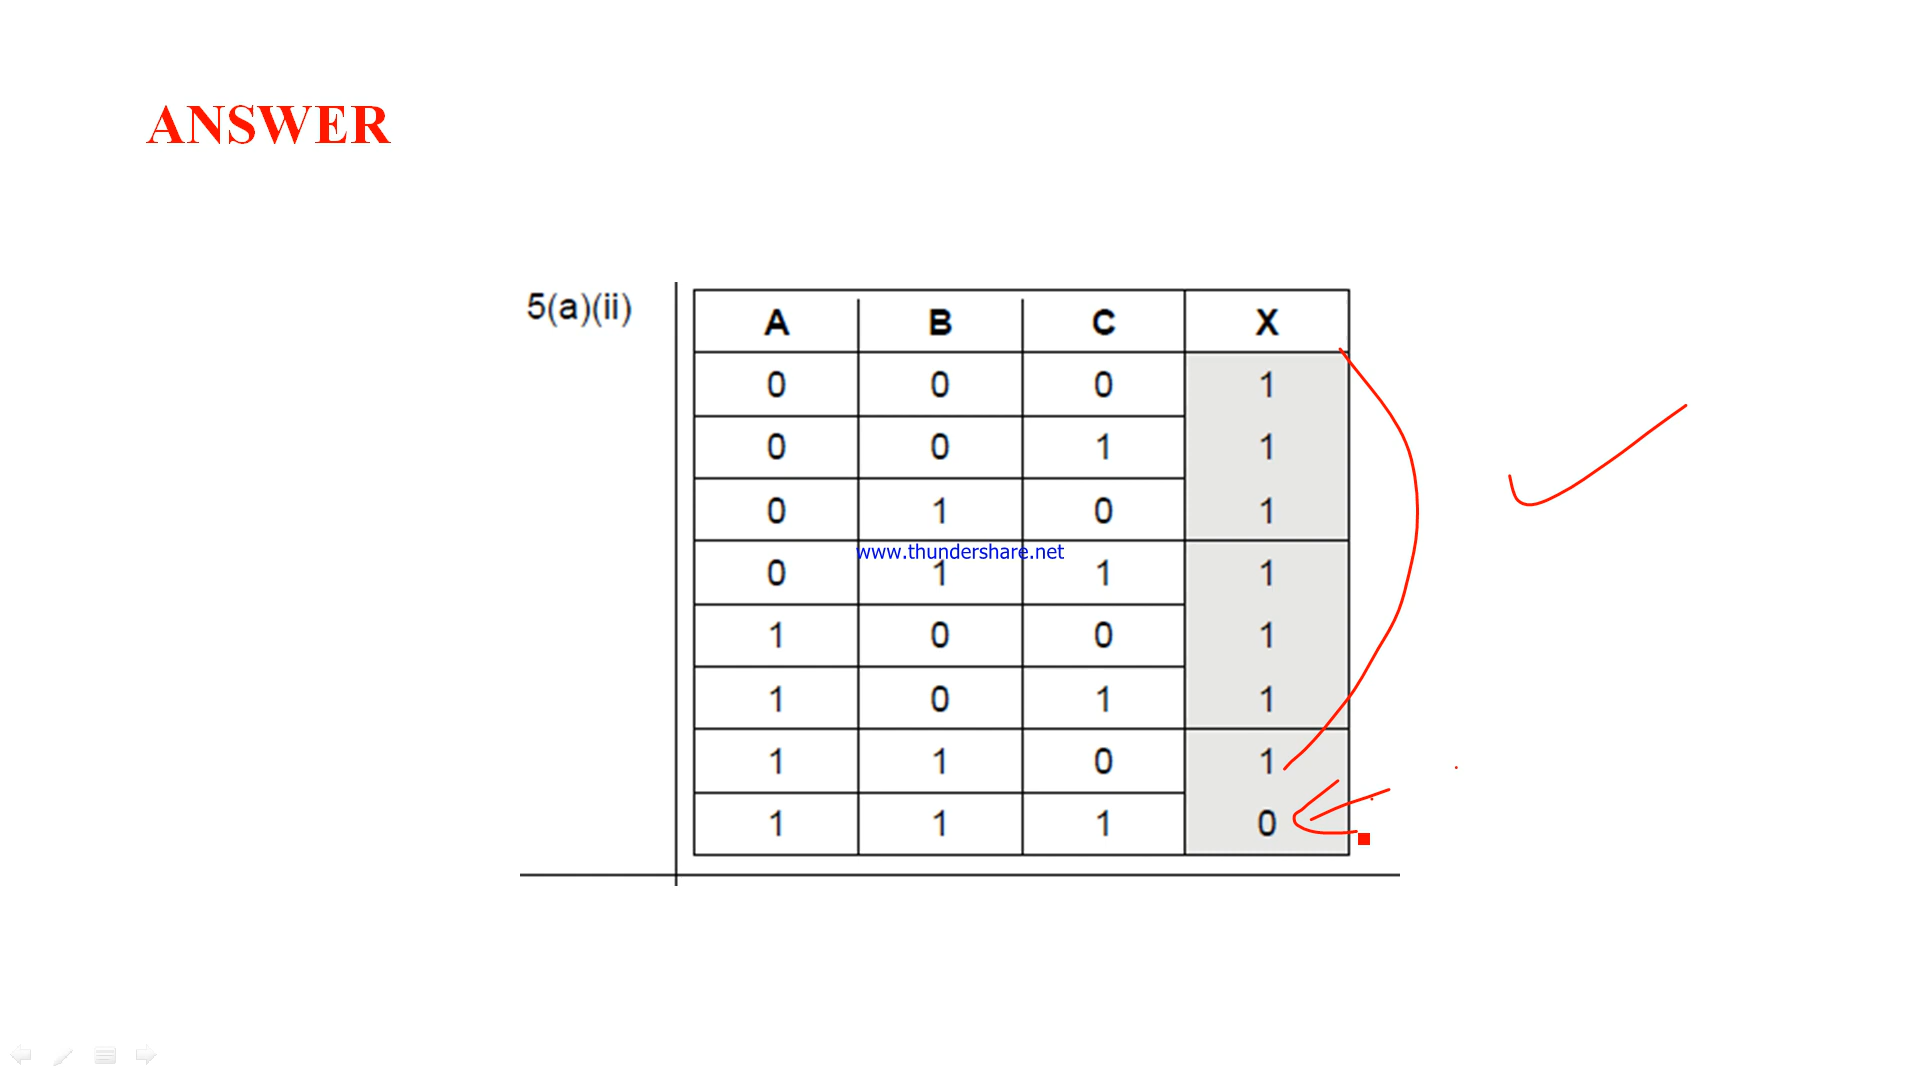 ANSWER
5(a)(ii)
A B C X
0 0 0 1
0 0 1 1
0 1 0 1
www.thundershare.net
0 1 1 1
1 0 0 1
1 0 1 1
1 1 0 1
1 1 1 0